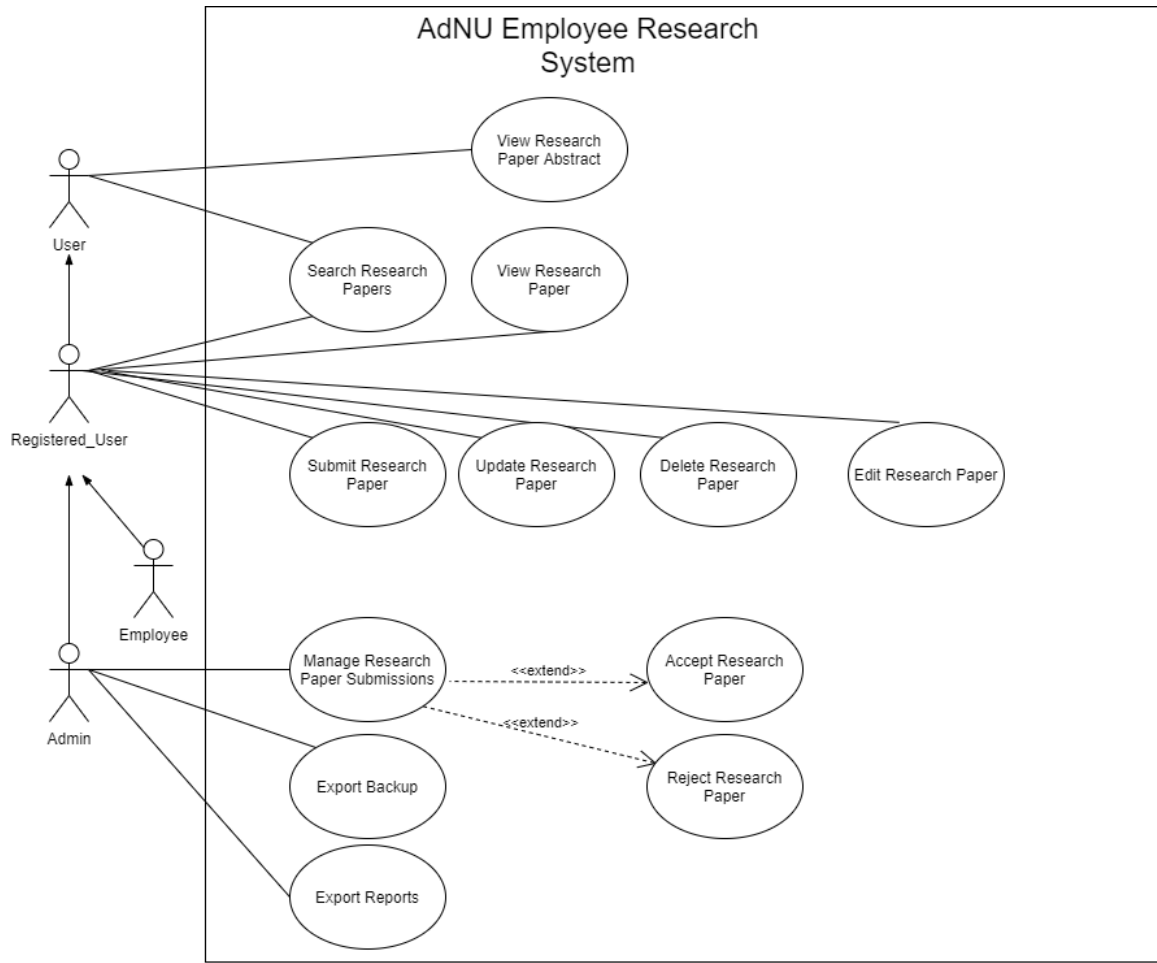 AdNU Employee Research
System
View Research
Paper Abstract
User
Search Research
Papers
View Research
Paper
Registered_User
Submit Research
Paper
Update Research
Paper
Delete Research
Paper
Edit Research Paper
Employee
Manage Research
Paper Submissions
<<extend>>
Accept Research
Paper
<<extend>>
Admin
Export Backup
Reject Research
Paper
Export Reports